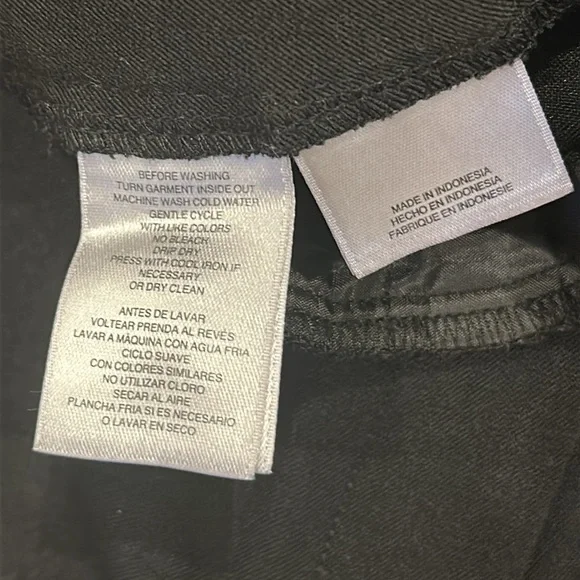 BEFORE WASHING
TURN GARMENT INSIDE OUT
MACHINE WASH COLD WATER
GENTLE CYCLE
WITH LIKE COLORS
NO BLEACH
DRIP DRY
PRESS WITH COOL IRON IF
NECESSARY
OR DRY CLEAN
ANTES DE LAVAR
VOLTEAR PRENDA AL REVÉS
LAVAR A MÁQUINA CON AGUA FRIA
CICLO SUAVE
CON COLORES SIMILARES
NO UTILIZAR CLORO
SECAR AL AIRE
PLANCHA FRIA SI ES NECESARIO
O LAVAR EN SECO
MADE IN INDONESIA
HECHO EN INDONESIA
FABRIQUE EN INDONESIE